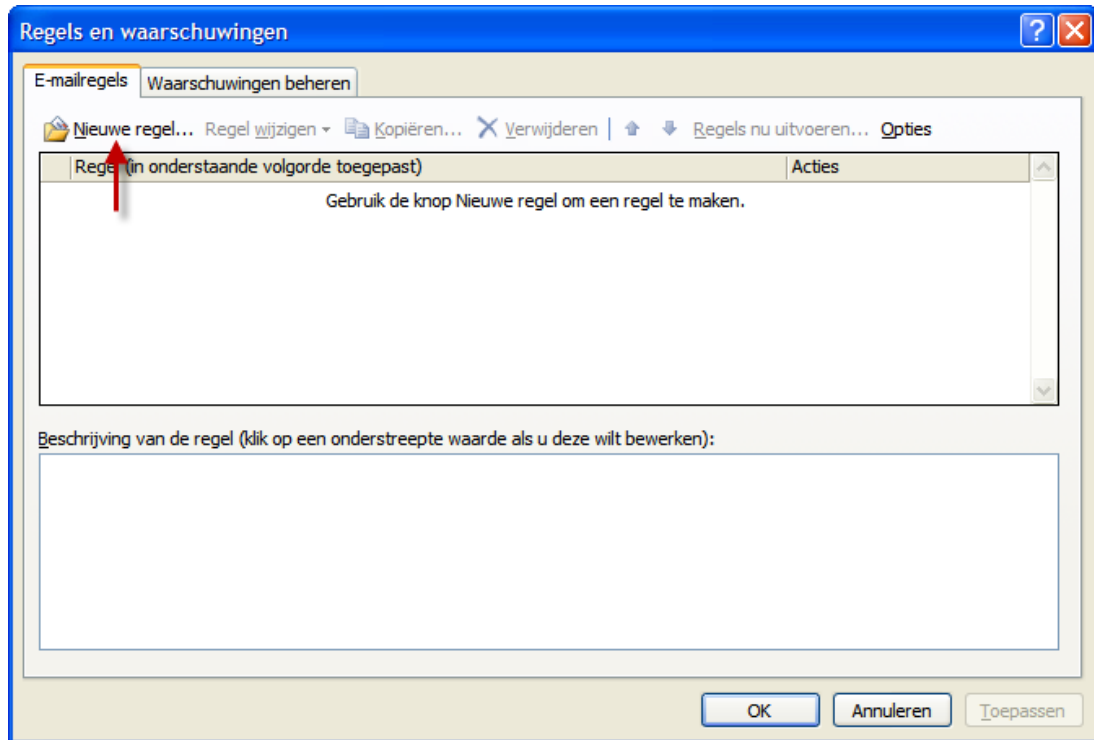 Regels en waarschuwingen
E-mailregels Waarschuwingen beheren
Nieuwe regel... Regel wijzigen Kopiëren... Verwijderen Regels nu uitvoeren... Opties
Regel (in onderstaande volgorde toegepast) Acties
Gebruik de knop Nieuwe regel om een regel te maken.
Beschrijving van de regel (klik op een onderstreepte waarde als u deze wilt bewerken):
OK Annuleren Toepassen